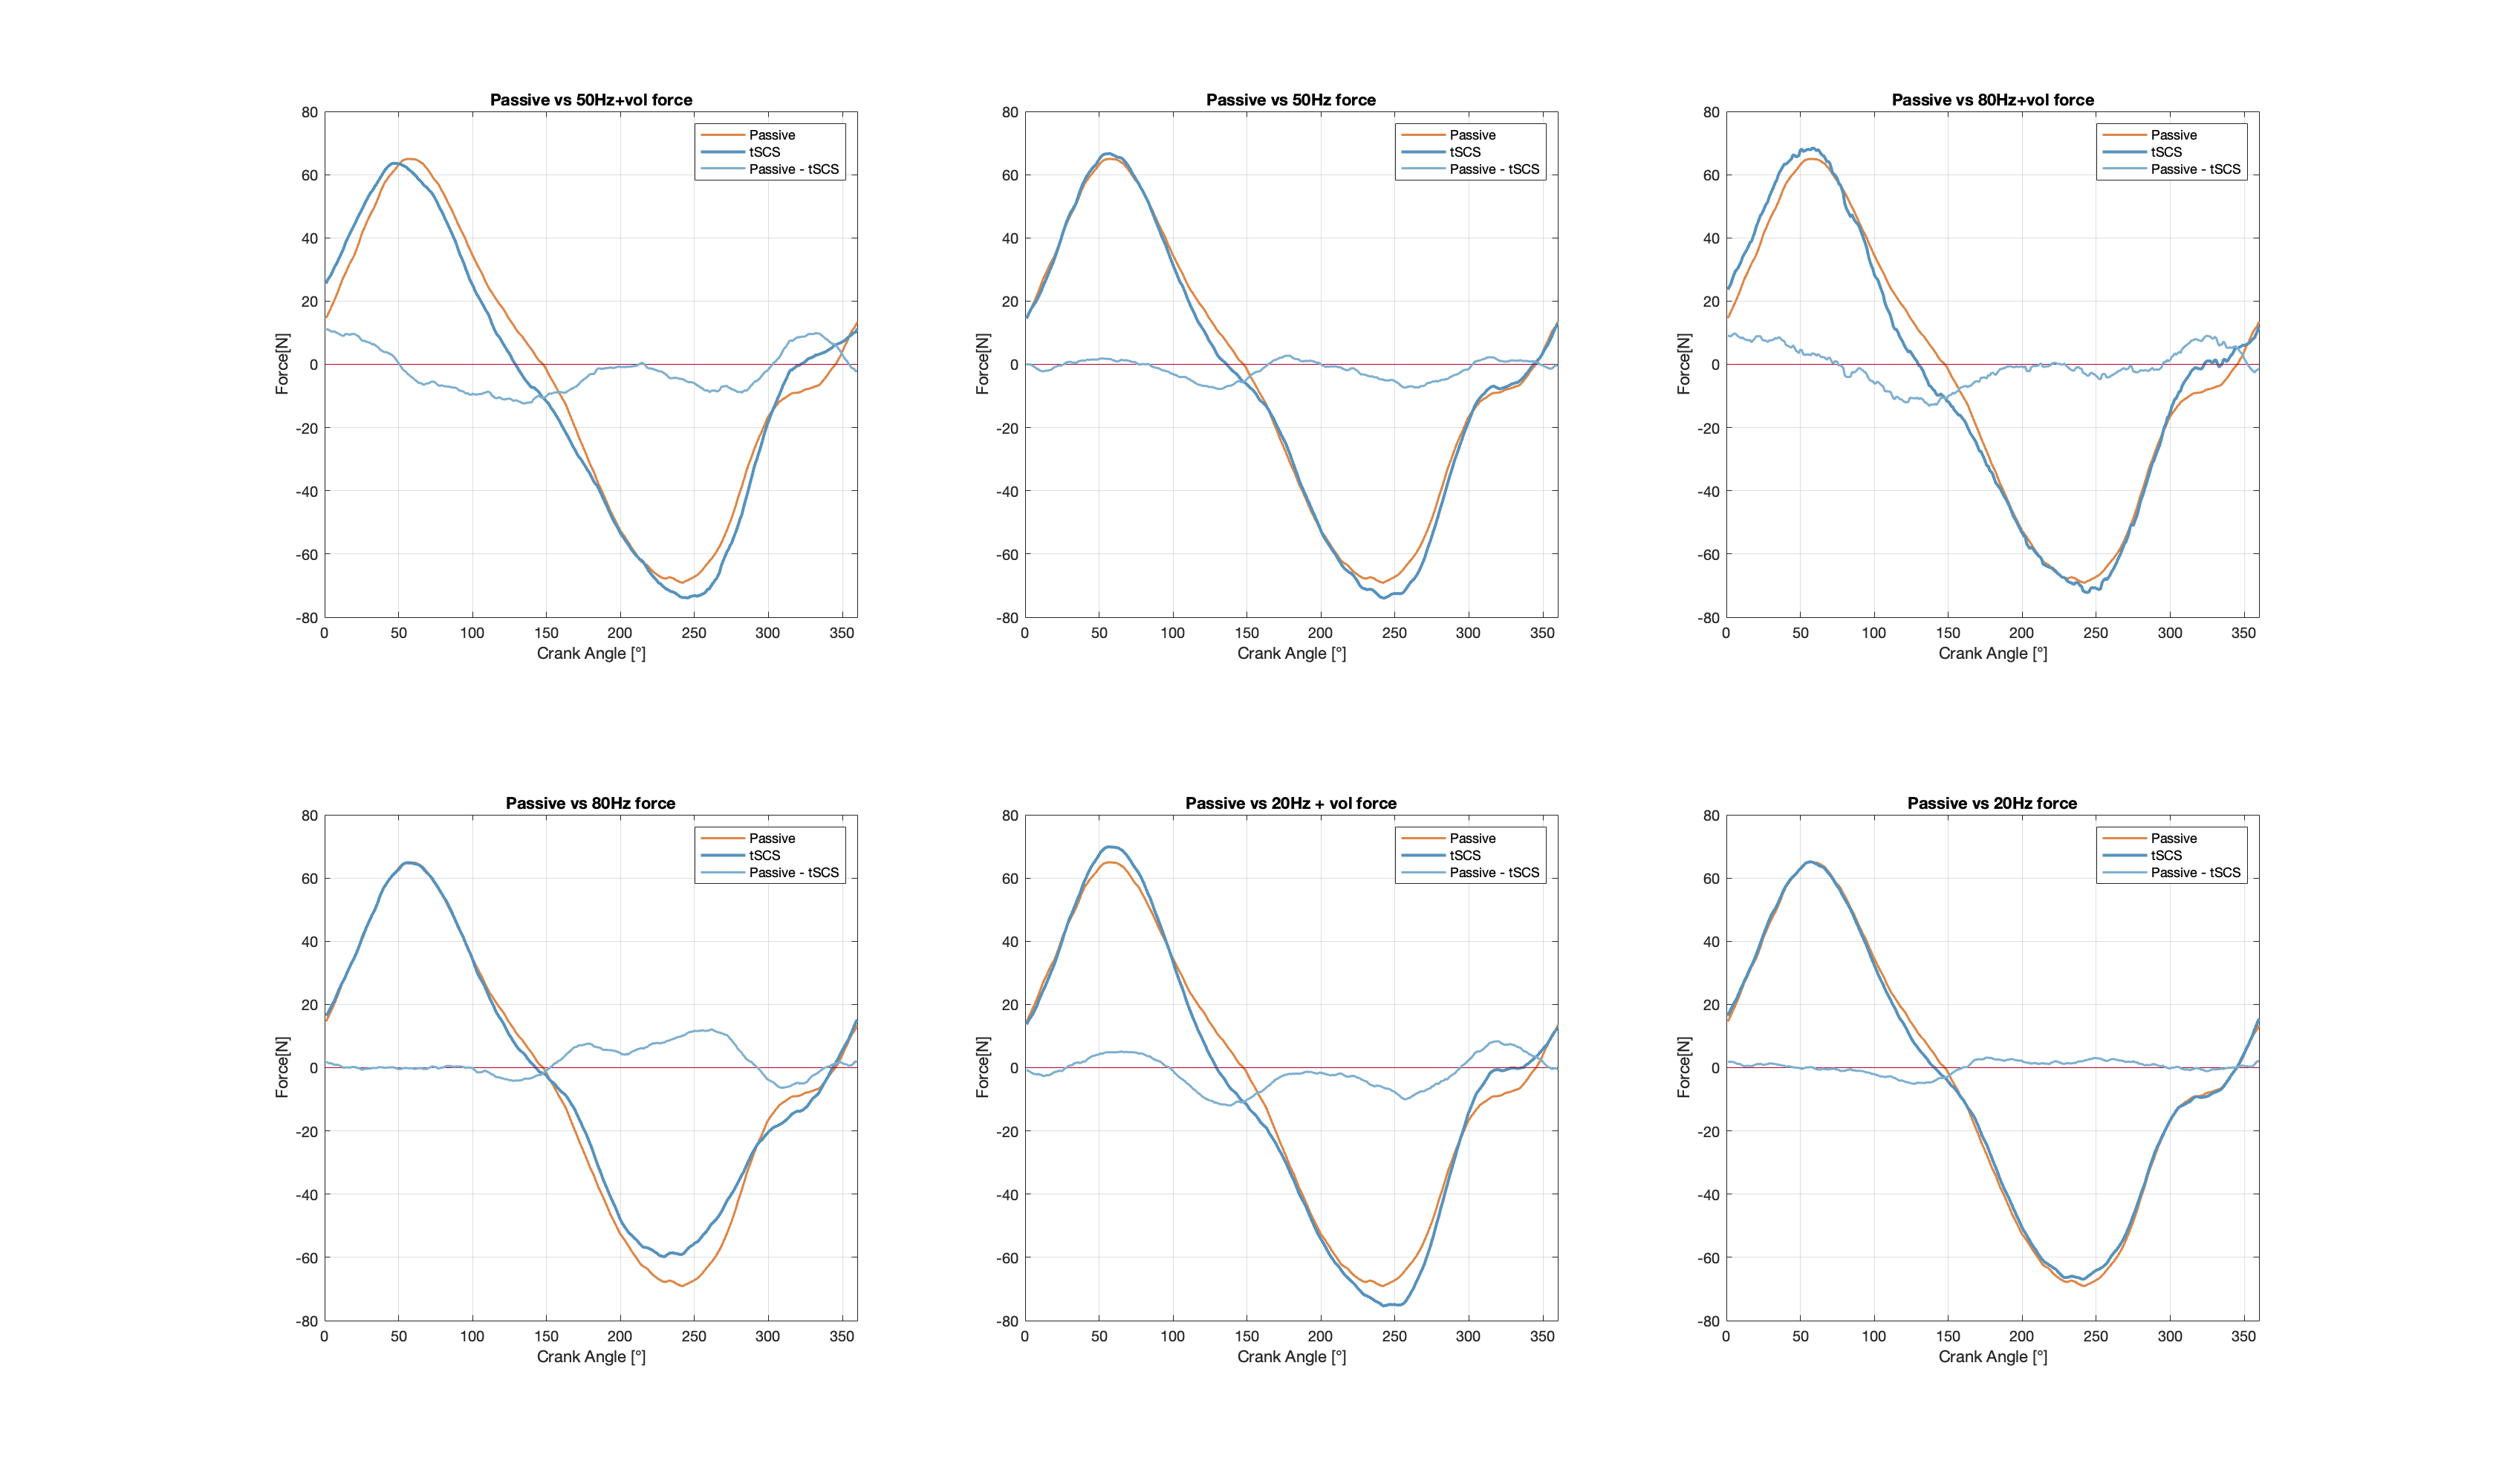 Passive vs 50Hz+vol force
80
60
40
20
0
-20
-40
-60
-80
Force[N]
Passive
tSCS
Passive - tSCS
0 50 100 150 200 250 300 350
Crank Angle [°]
Passive vs 50Hz force
80
60
40
20
0
-20
-40
-60
-80
Force[N]
Passive
tSCS
Passive - tSCS
0 50 100 150 200 250 300 350
Crank Angle [°]
Passive vs 80Hz+vol force
80
60
40
20
0
-20
-40
-60
-80
Force[N]
Passive
tSCS
Passive - tSCS
0 50 100 150 200 250 300 350
Crank Angle [°]
Passive vs 80Hz force
80
60
40
20
0
-20
-40
-60
-80
Force[N]
Passive
tSCS
Passive - tSCS
0 50 100 150 200 250 300 350
Crank Angle [°]
Passive vs 20Hz + vol force
80
60
40
20
0
-20
-40
-60
-80
Force[N]
Passive
tSCS
Passive - tSCS
0 50 100 150 200 250 300 350
Crank Angle [°]
Passive vs 20Hz force
80
60
40
20
0
-20
-40
-60
-80
Force[N]
Passive
tSCS
Passive - tSCS
0 50 100 150 200 250 300 350
Crank Angle [°]